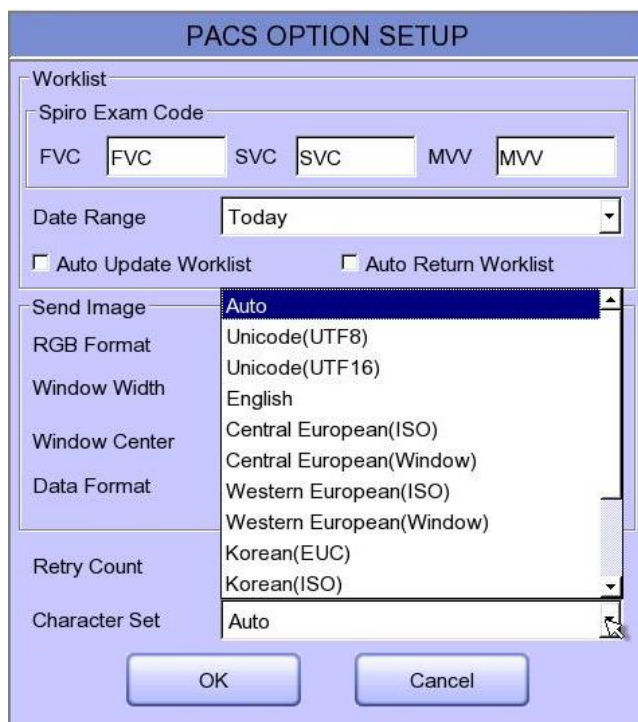 PACS OPTION SETUP
Worklist
Spiro Exam Code
FVC FVC SVC SVC MVV MVV
Date Range Today
Auto Update Worklist Auto Return Worklist
Send Image
RGB Format
Window Width
Window Center
Data Format
Auto
Unicode(UTF8)
Unicode(UTF16)
English
Central European(ISO)
Central European(Window)
Western European(ISO)
Western European(Window)
Korean(EUC)
Korean(ISO)
Retry Count
Character Set Auto
OK Cancel